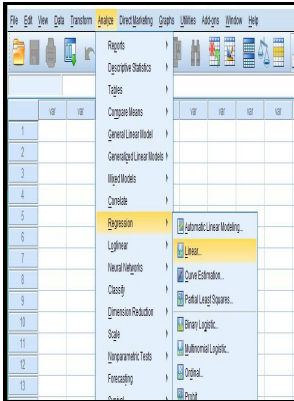 File Edit View Data Transform Analyze Direct Marketing Graphs Utilities Add-ons Window Help
Reports
Descriptive Statistics
Tables
Compare Means
General Linear Model
Generalized Linear Models
Mixed Models
Correlate
Regression
Loglinear
Neural Networks
Classify
Dimension Reduction
Scale
Nonparametric Tests
Forecasting
Automatic Linear Modeling...
Linear...
Curve Estimation...
Partial Least Squares...
Binary Logistic...
Multinomial Logistic...
Ordinal...
Probit
var var var var var var
1
2
3
4
5
6
7
8
9
10
11
12
13